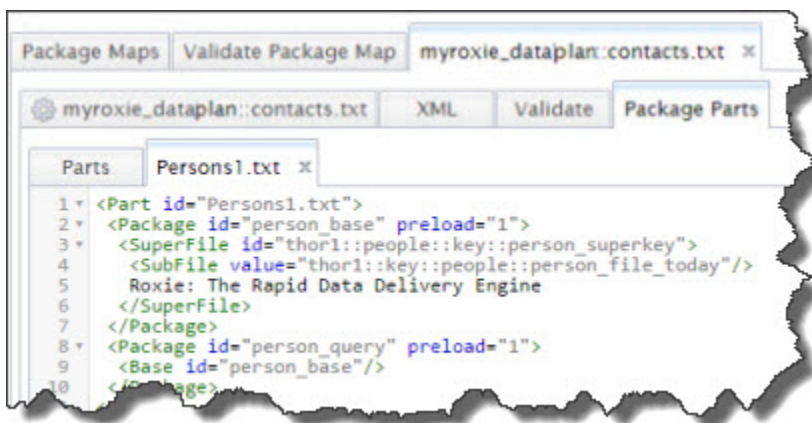 Package Maps Validate Package Map myroxie_dataplan::contacts.txt ×
myroxie_dataplan::contacts.txt XML Validate Package Parts
Parts Persons1.txt ×
1 <Part id="Persons1.txt">
2 <Package id="person_base" preload="1">
3 <SuperFile id="thor1::people::key::person_superkey">
4 <SubFile value="thor1::key::people::person_file_today"/>
5 Roxie: The Rapid Data Delivery Engine
6 </SuperFile>
7 </Package>
8 <Package id="person_query" preload="1">
9 <Base id="person_base"/>
10 </Package>